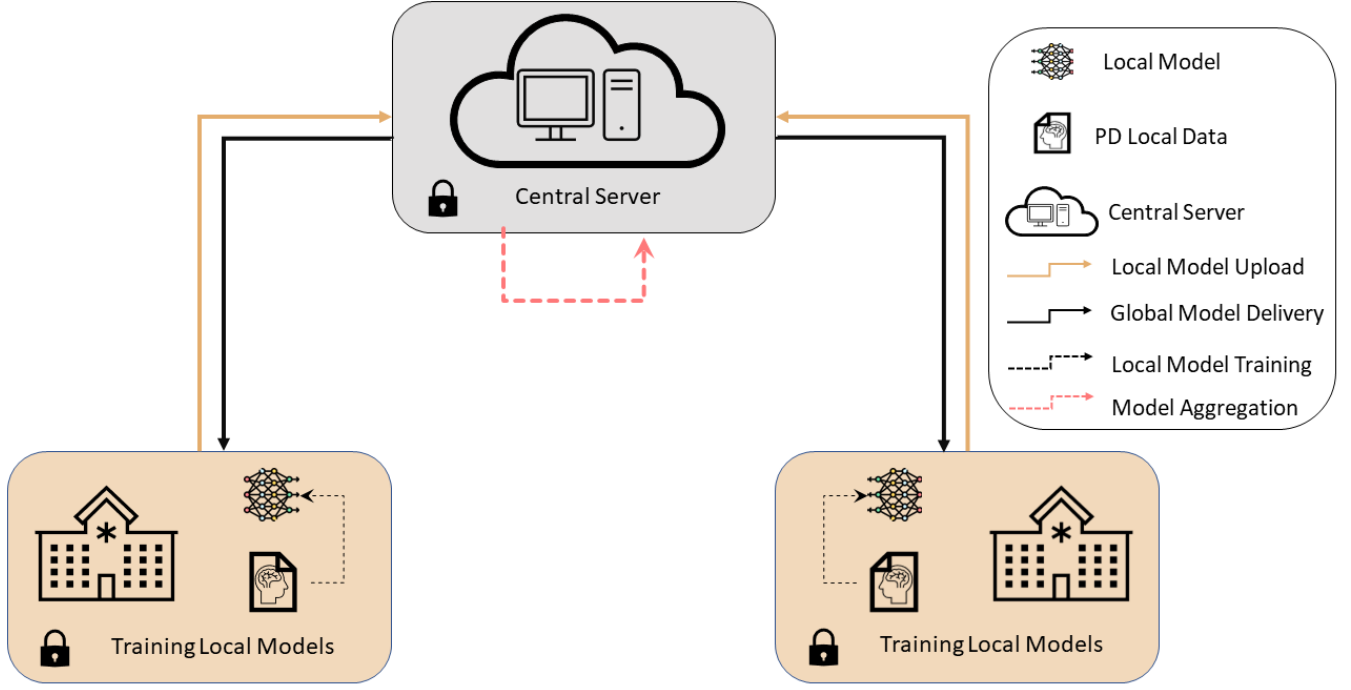 Central Server
Local Model
PD Local Data
Central Server
Local Model Upload
Global Model Delivery
Local Model Training
Model Aggregation
Training Local Models
Training Local Models